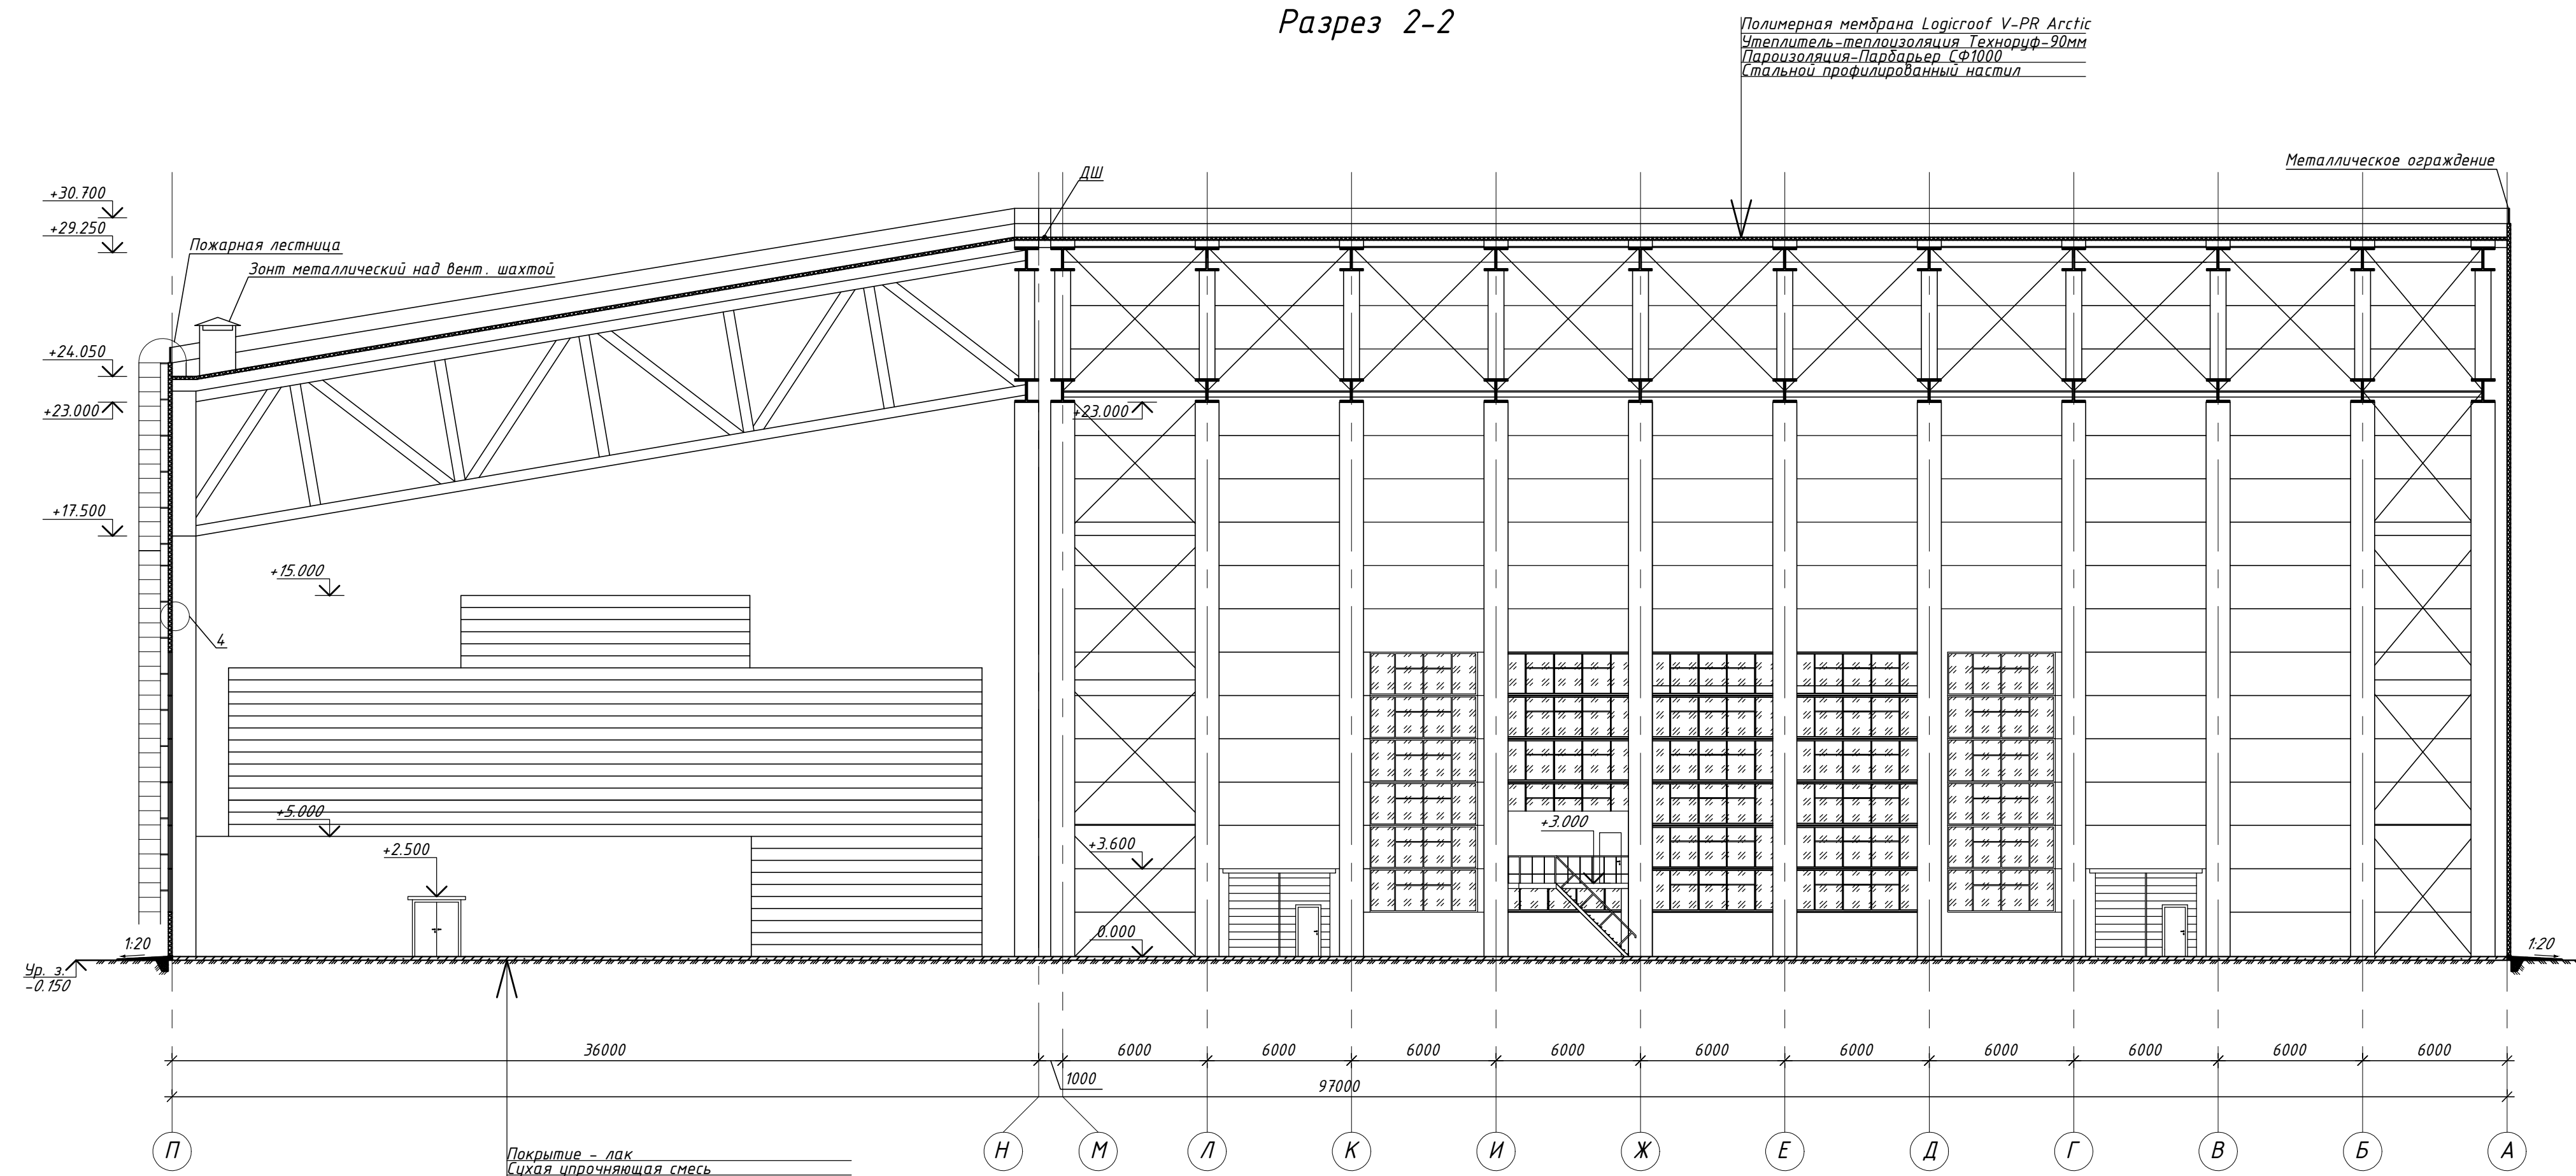 Разрез 2-2
Полимерная мембрана Logicroof V-PR Arctic
Утеплитель-теплоизоляция Техноруф-90мм
Пароизоляция-Парбарьер СФ1000
Стальной профилированный настил
Металлическое ограждение
ДШ
+30.700
+29.250
Пожарная лестница
Зонт металлический над вент. шахтой
+24.050
+23.000
+23.000
+17.500
+15.000
4
+5.000
+2.500
+3.600
+3.000
0.000
1:20
1:20
Ур. з.
-0.150
36000
6000
6000
6000
6000
6000
6000
6000
6000
6000
6000
1000
97000
П
Н
М
Л
К
И
Ж
Е
Д
Г
В
Б
А
Покрытие - лак
Сухая упрочняющая смесь